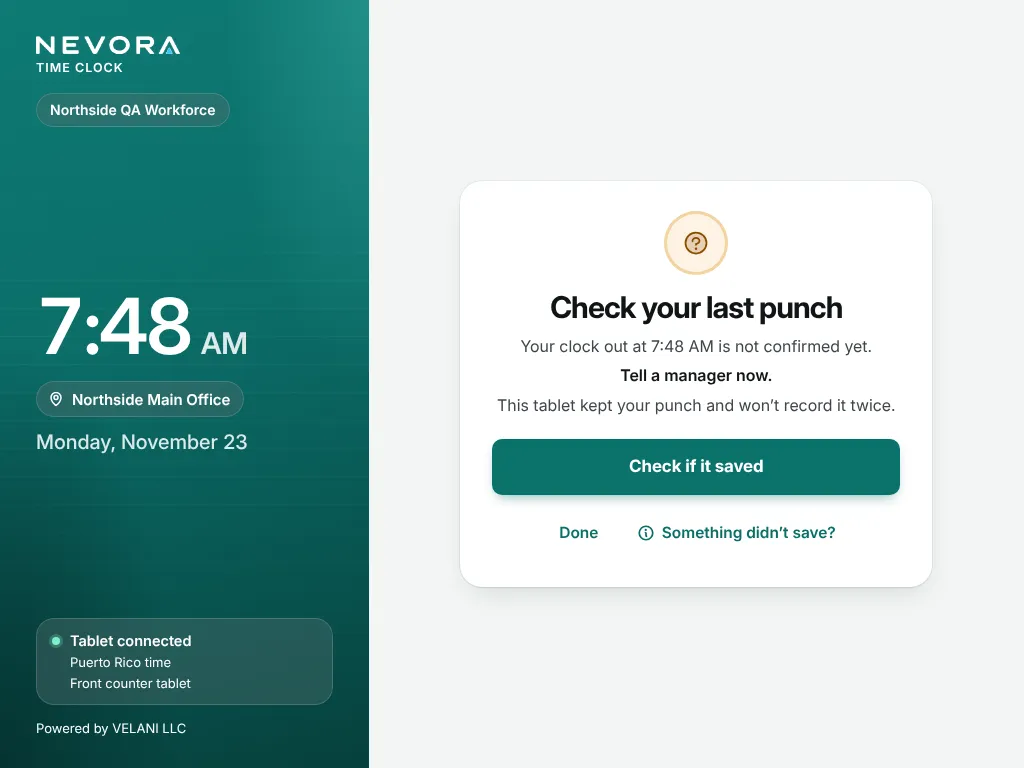 NEVORA
TIME CLOCK
Northside QA Workforce
7:48 AM
Northside Main Office
Monday, November 23
Tablet connected
Puerto Rico time
Front counter tablet
Powered by VELANI LLC
Check your last punch
Your clock out at 7:48 AM is not confirmed yet.
Tell a manager now.
This tablet kept your punch and won’t record it twice.
Check if it saved
Done
Something didn’t save?